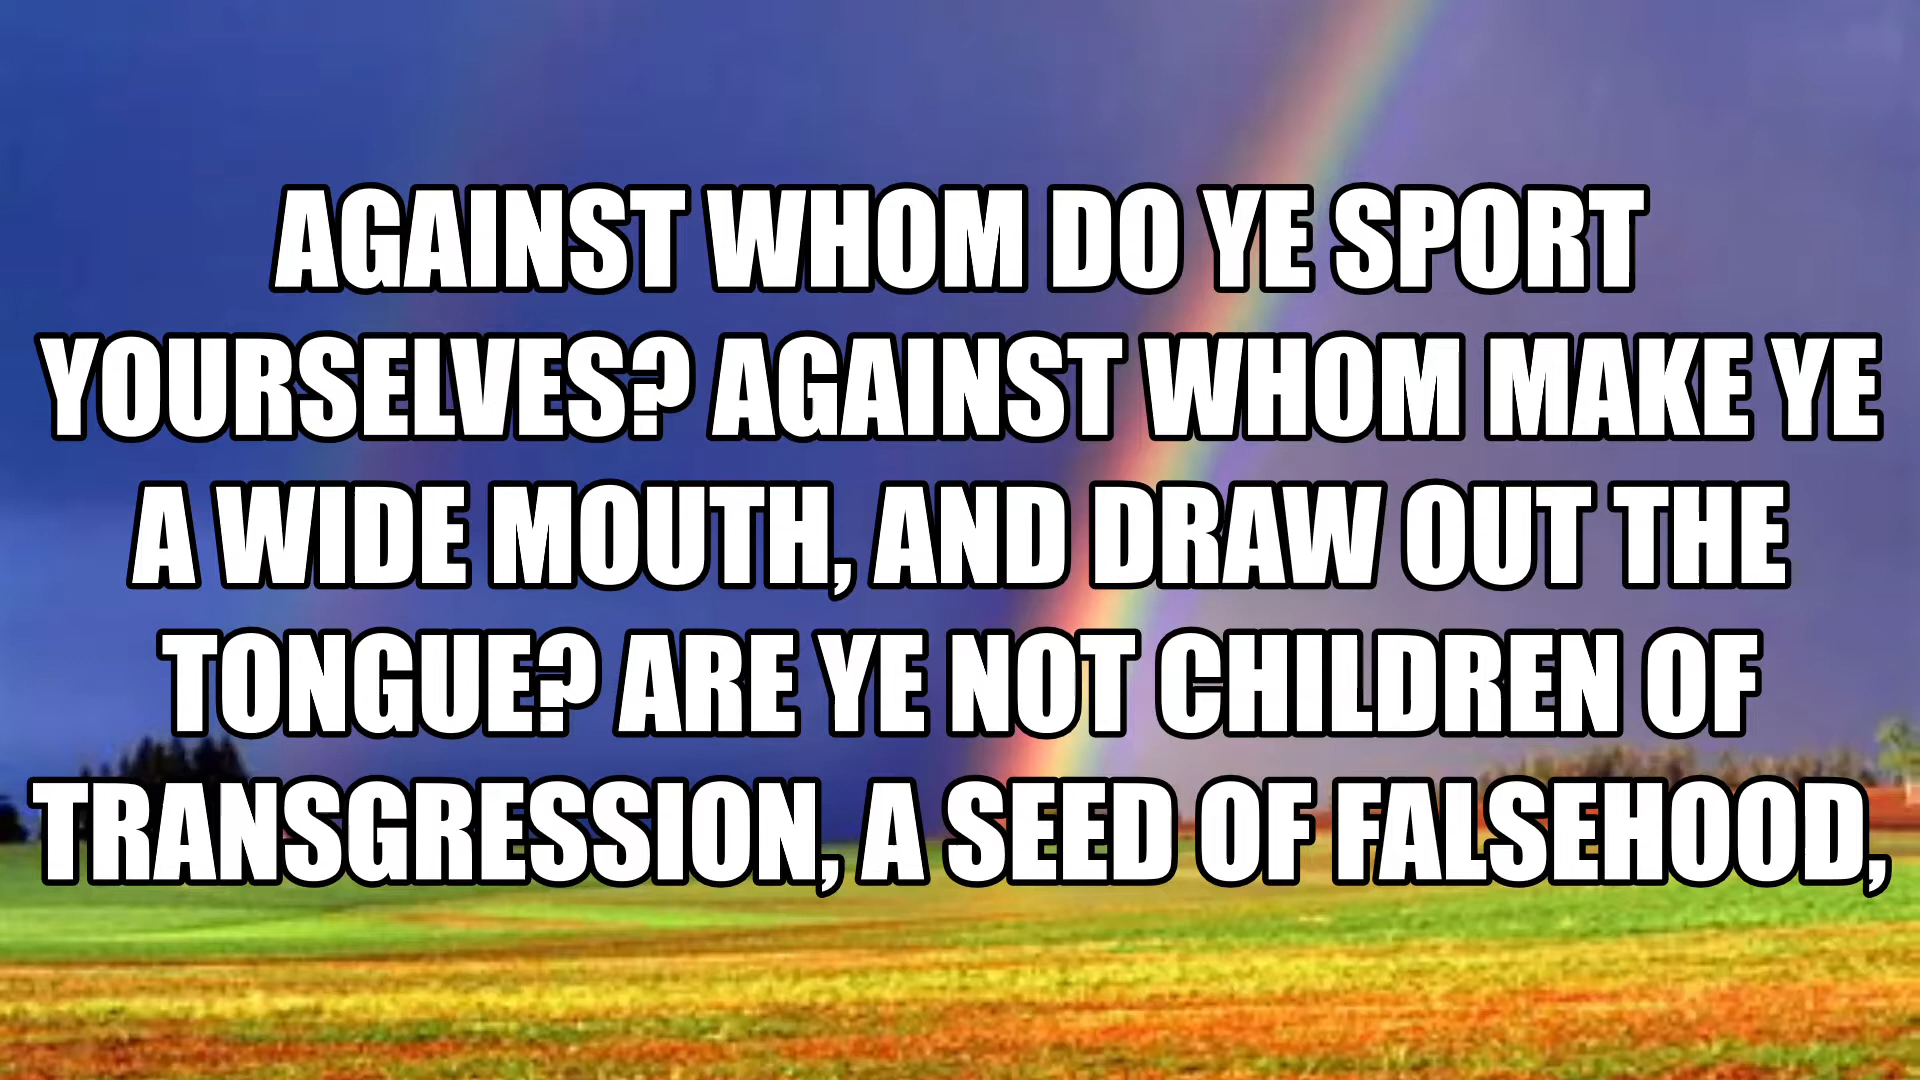 AGAINST WHOM DO YE SPORT
YOURSELVES? AGAINST WHOM MAKE YE
A WIDE MOUTH, AND DRAW OUT THE
TONGUE? ARE YE NOT CHILDREN OF
TRANSGRESSION, A SEED OF FALSEHOOD,